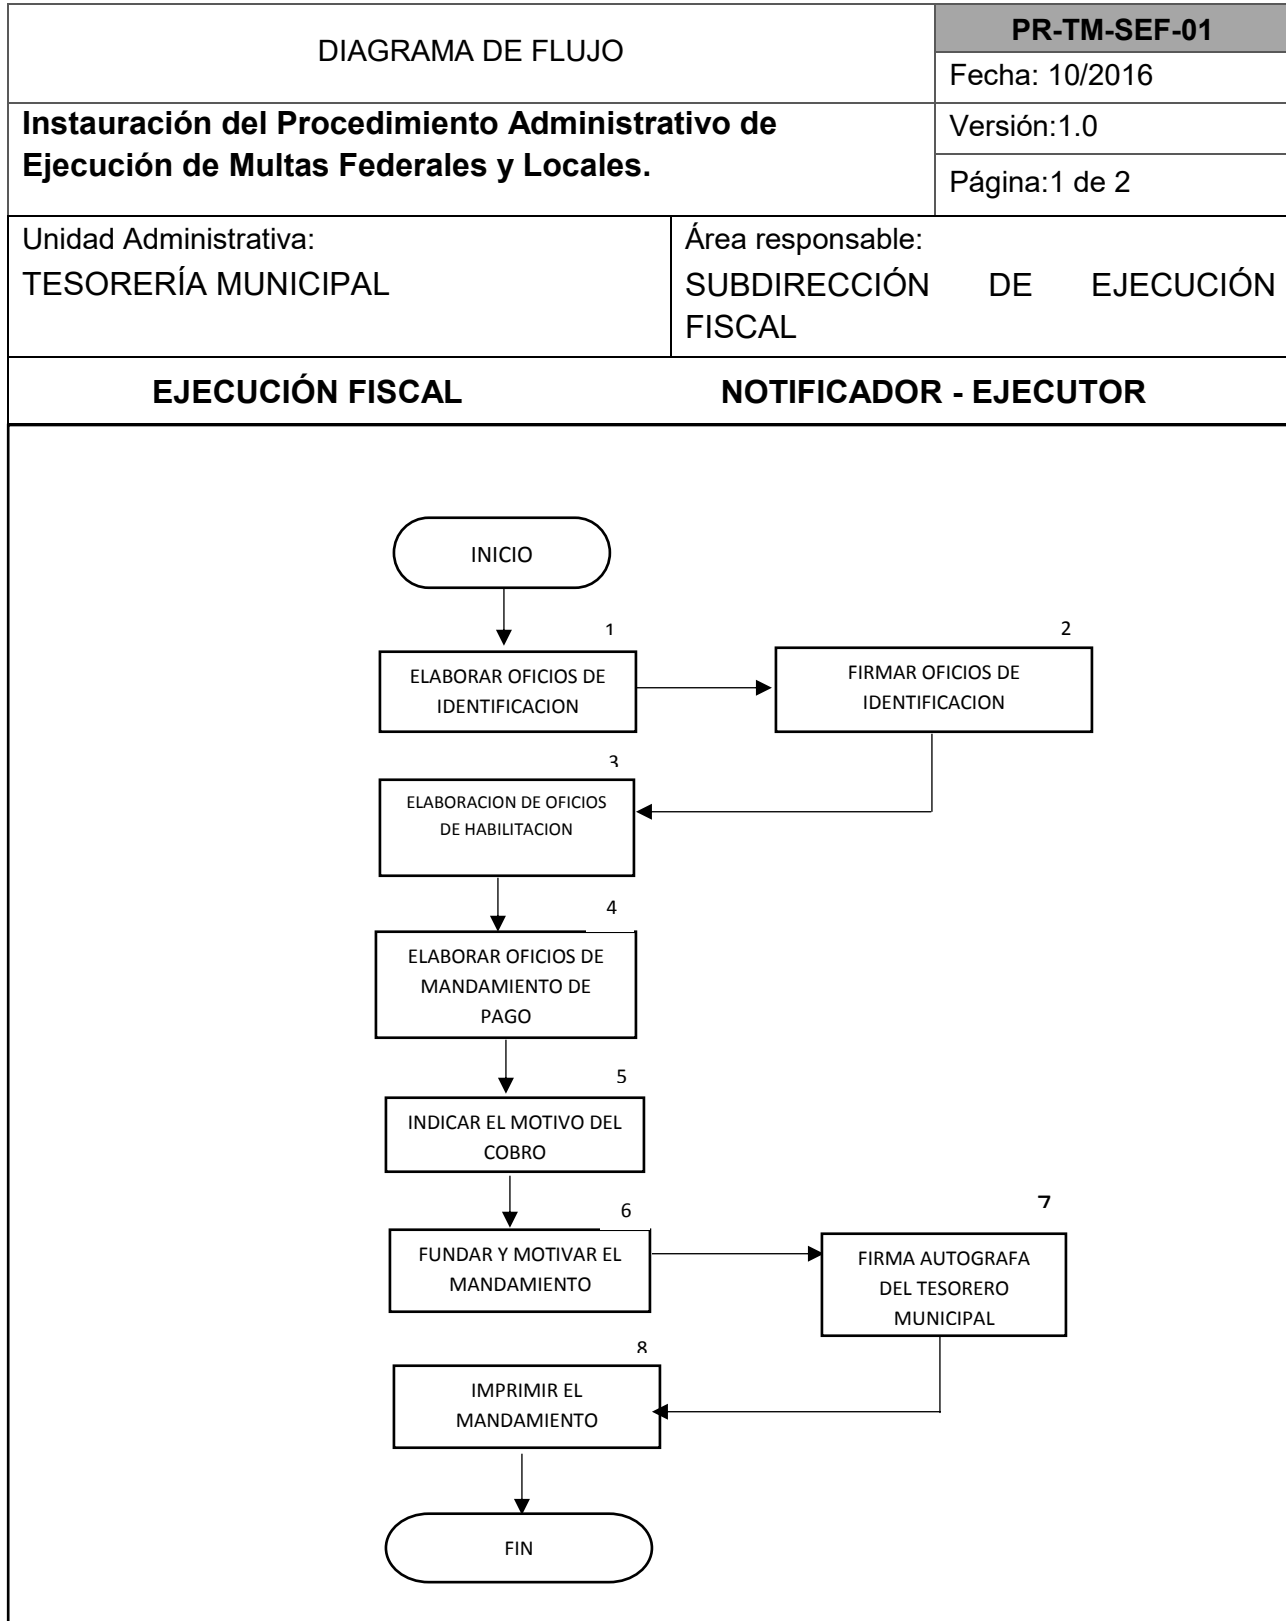 DIAGRAMA DE FLUJO
PR-TM-SEF-01
Fecha: 10/2016
Instauración del Procedimiento Administrativo de
Ejecución de Multas Federales y Locales.
Versión:1.0
Página:1 de 2
Unidad Administrativa:
TESORERÍA MUNICIPAL
Área responsable:
SUBDIRECCIÓN DE EJECUCIÓN
FISCAL
EJECUCIÓN FISCAL
NOTIFICADOR - EJECUTOR
INICIO
1
ELABORAR OFICIOS DE
IDENTIFICACION
2
FIRMAR OFICIOS DE
IDENTIFICACION
3
ELABORACION DE OFICIOS
DE HABILITACION
4
ELABORAR OFICIOS DE
MANDAMIENTO DE
PAGO
5
INDICAR EL MOTIVO DEL
COBRO
6
FUNDAR Y MOTIVAR EL
MANDAMIENTO
7
FIRMA AUTOGRAFA
DEL TESORERO
MUNICIPAL
8
IMPRIMIR EL
MANDAMIENTO
FIN